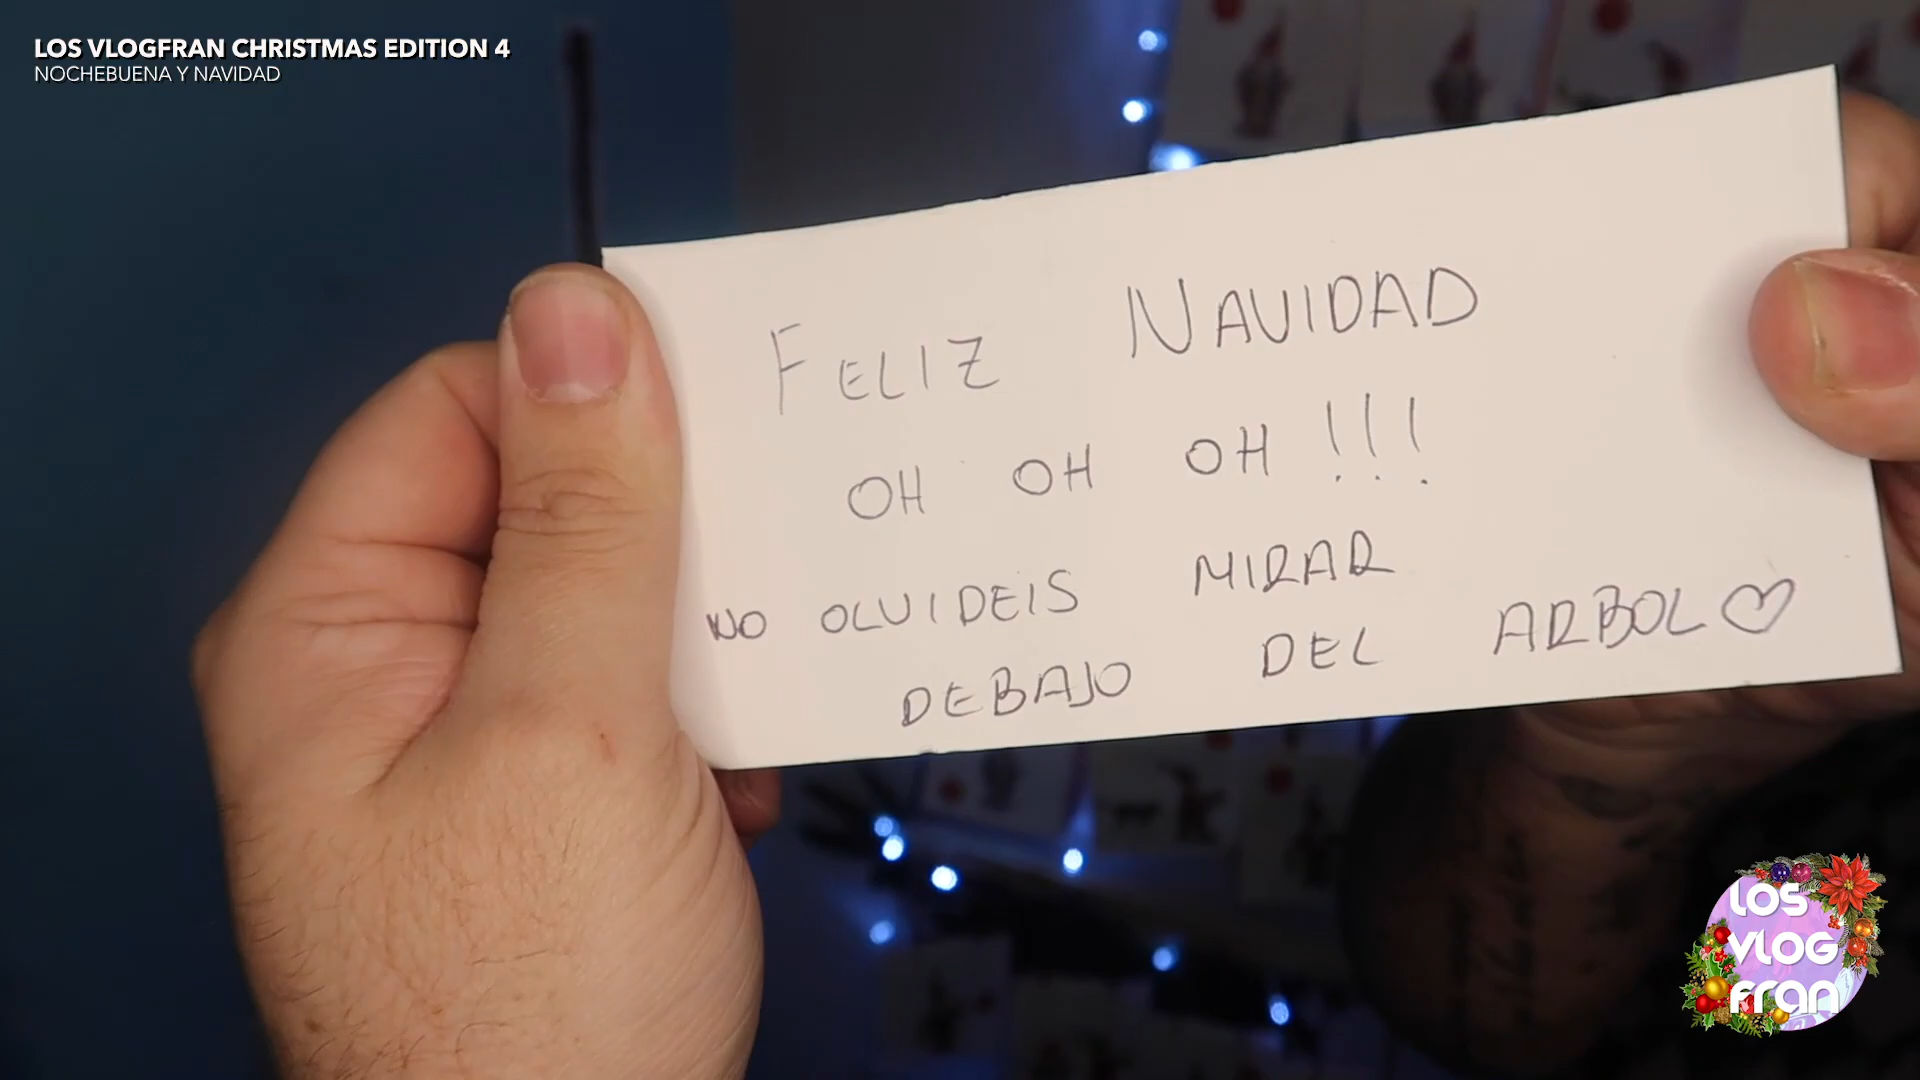 LOS VLOGFRAN CHRISTMAS EDITION 4
NOCHEBUENA Y NAVIDAD
FELIZ NAVIDAD
OH OH OH !!!
NO OLVIDEIS MIRAR
DEBAJO DEL ARBOL♡
LOS
VLOG
fran